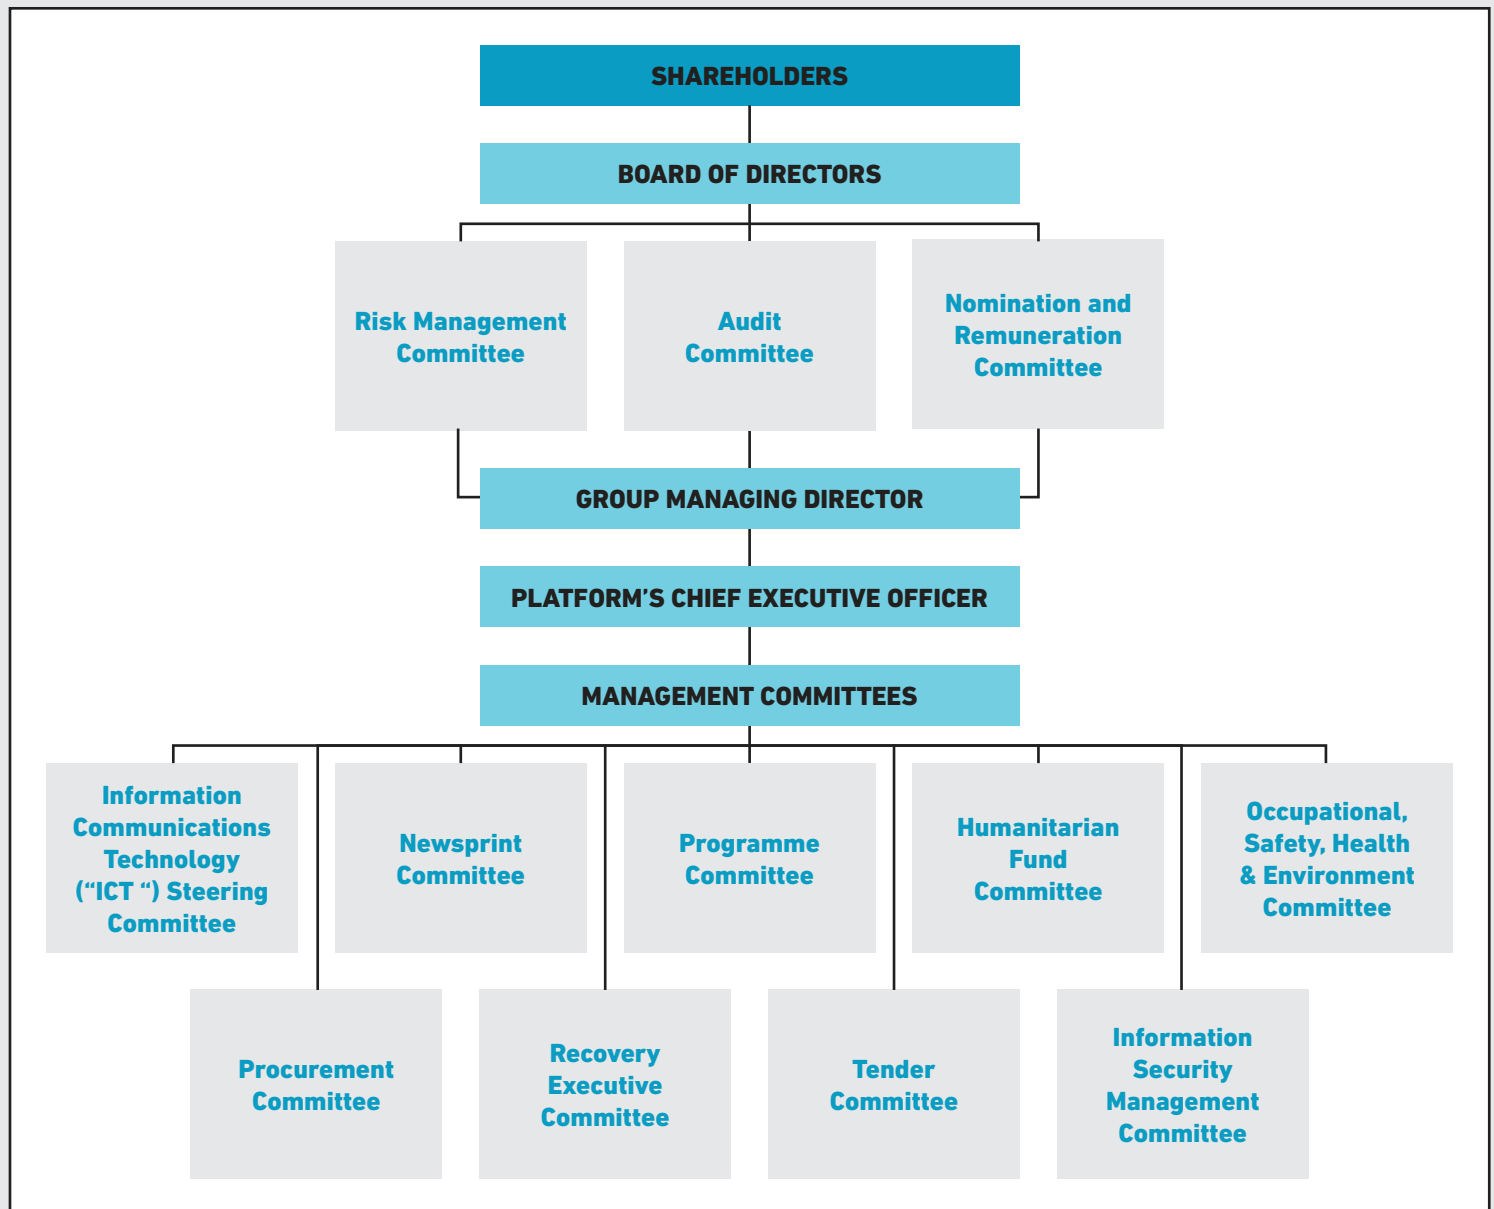 SHAREHOLDERS
BOARD OF DIRECTORS
Risk Management
Committee
Audit
Committee
Nomination and
Remuneration
Committee
GROUP MANAGING DIRECTOR
PLATFORM’S CHIEF EXECUTIVE OFFICER
MANAGEMENT COMMITTEES
Information
Communications
Technology
(“ICT “) Steering
Committee
Newsprint
Committee
Programme
Committee
Humanitarian
Fund
Committee
Occupational,
Safety, Health
& Environment
Committee
Procurement
Committee
Recovery
Executive
Committee
Tender
Committee
Information
Security
Management
Committee